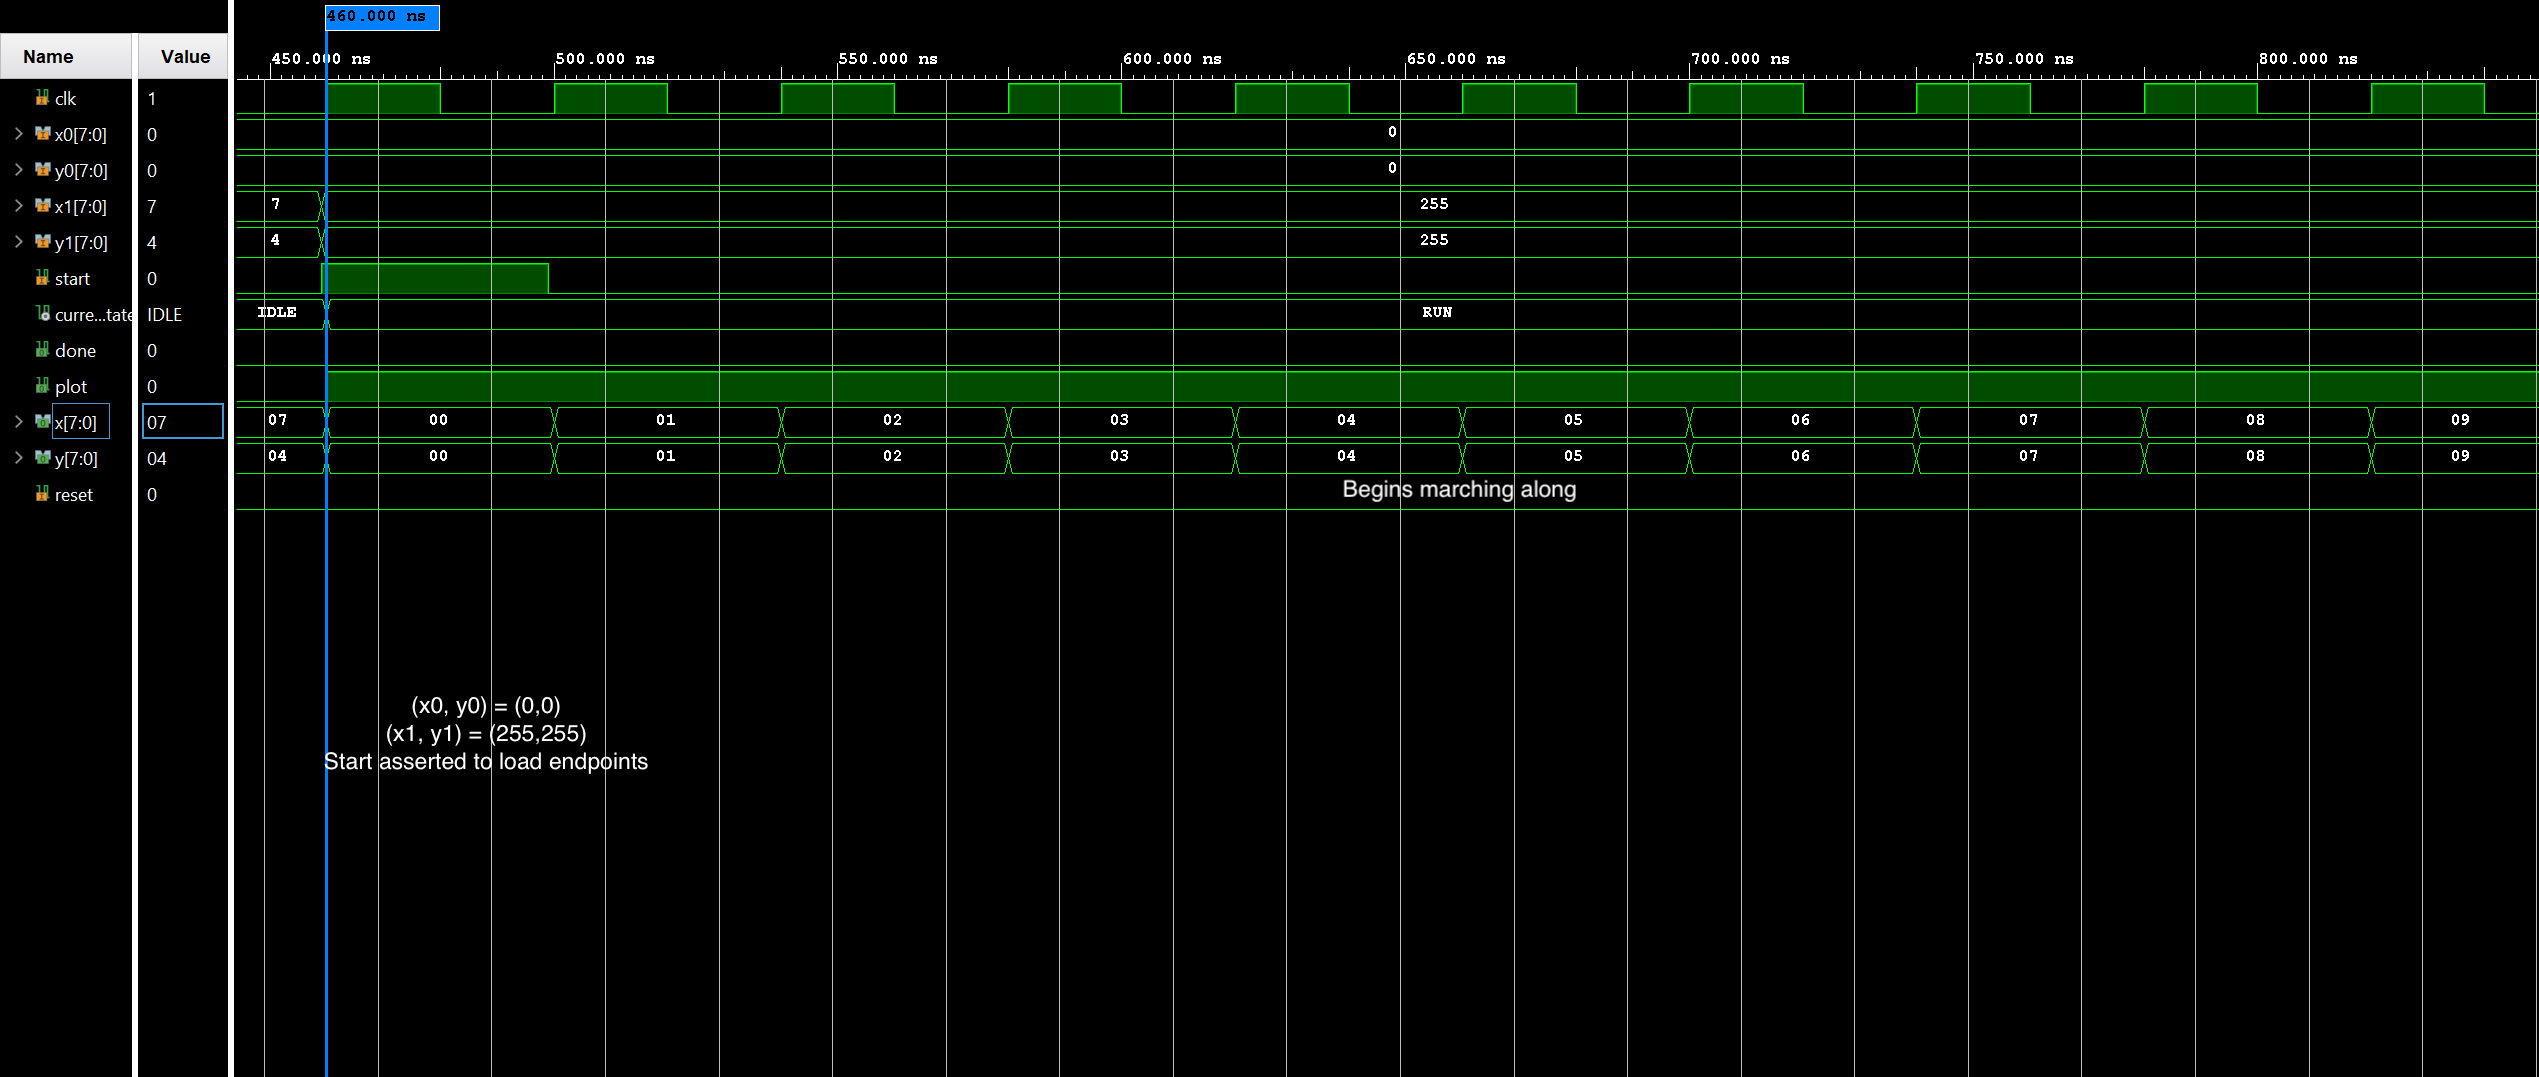 460.000 ns
Name Value
450.000 ns 500.000 ns 550.000 ns 600.000 ns 650.000 ns 700.000 ns 750.000 ns 800.000 ns
clk 1
x0[7:0] 0 0
y0[7:0] 0 0
x1[7:0] 7 7 255
y1[7:0] 4 4 255
start 0
curre...tate IDLE IDLE RUN
done 0
plot 0
x[7:0] 07 07 00 01 02 03 04 05 06 07 08 09
y[7:0] 04 04 00 01 02 03 04 05 06 07 08 09
reset 0
Begins marching along
(x0, y0) = (0,0)
(x1, y1) = (255,255)
Start asserted to load endpoints